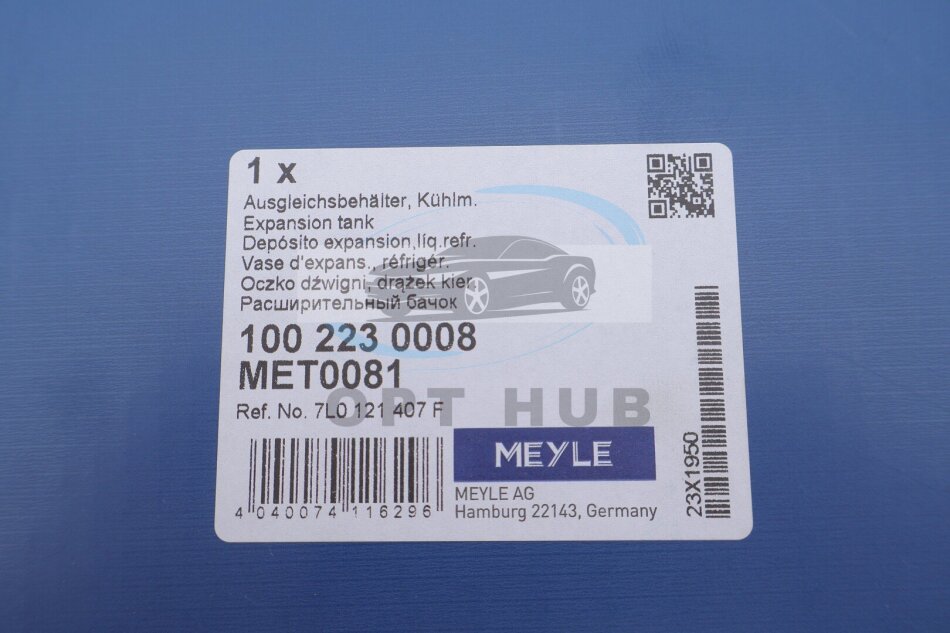 1 x
Ausgleichsbehälter, Kühlm.
Expansion tank
Depósito expansion,líq.refr.
Vase d'expans., réfrigér.
Oczko dźwigni, drążek kier.
Расширительный бачок
100 223 0008
MET0081
OPT HUB
Ref. No. 7L0 121 407 F
4 040074 116296
MEYLE
MEYLE AG
Hamburg 22143, Germany
23X1950